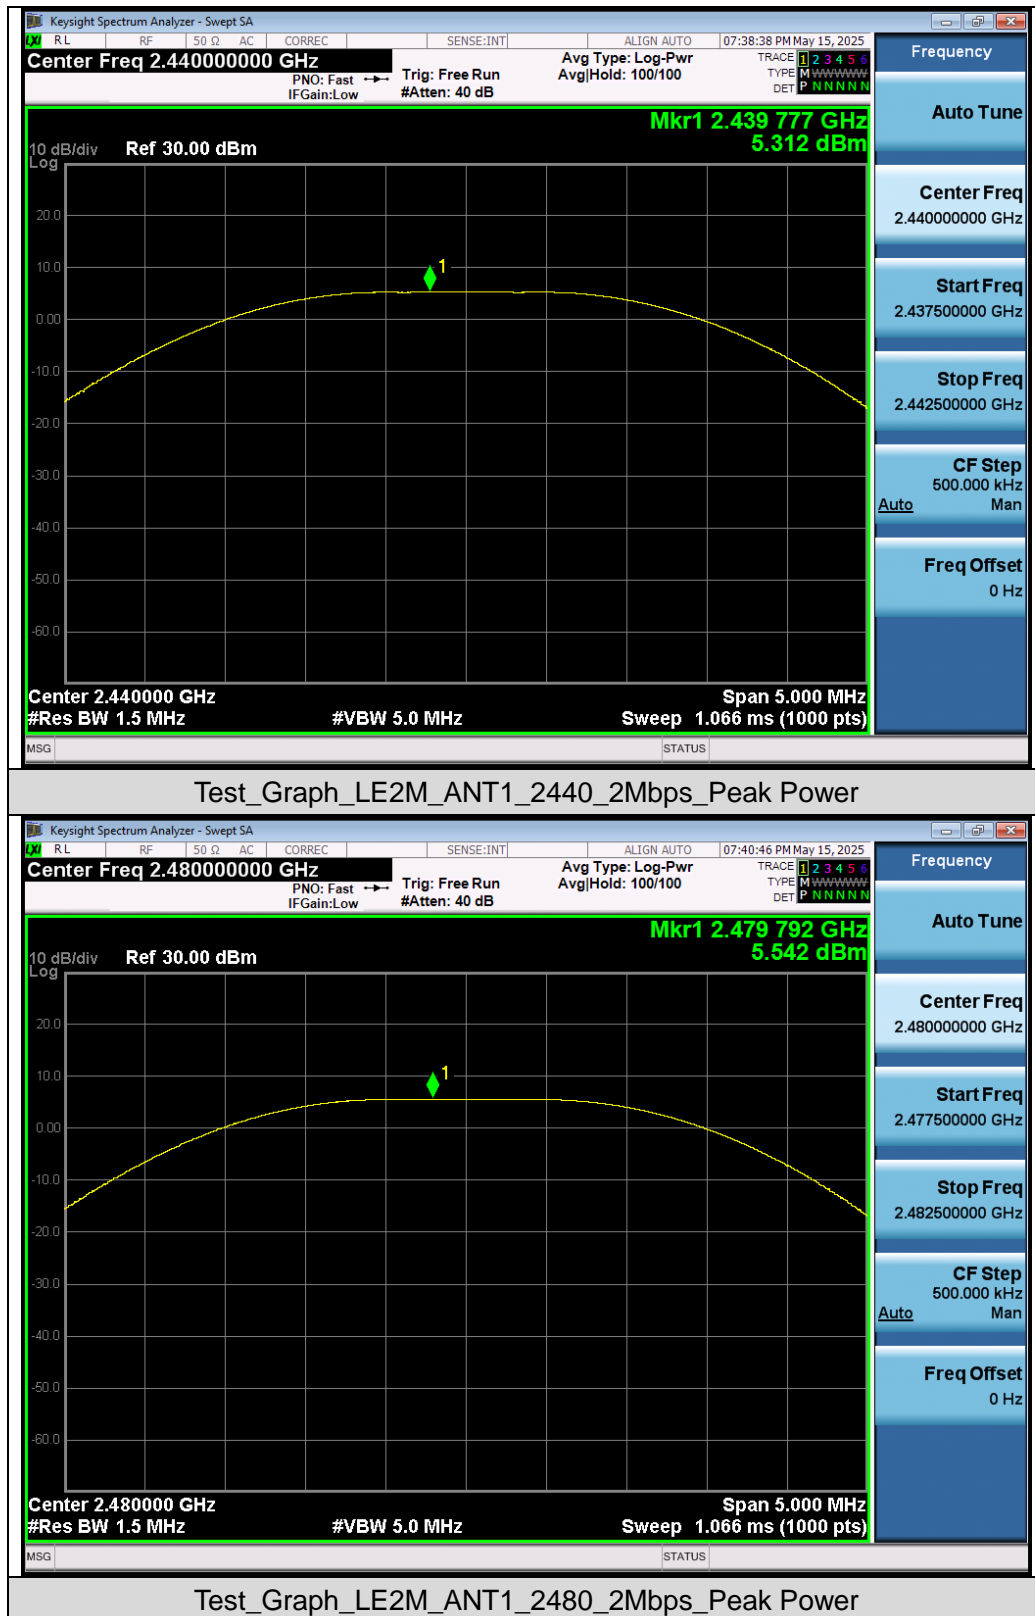 Keysight Spectrum Analyzer - Swept SA
LXI RL RF 50 Ω AC CORREC SENSE:INT ALIGN AUTO 07:38:38 PM May 15, 2025
Center Freq 2.440000000 GHz Avg Type: Log-Pwr TRACE 1 2 3 4 5 6
PNO: Fast Trig: Free Run Avg|Hold: 100/100 TYPE M WWWWW
IFGain:Low #Atten: 40 dB DET P N N N N N
Frequency
Auto Tune
Center Freq
2.440000000 GHz
Start Freq
2.437500000 GHz
Stop Freq
2.442500000 GHz
CF Step
500.000 kHz
Auto Man
Freq Offset
0 Hz
Mkr1 2.439 777 GHz
5.312 dBm
10 dB/div Ref 30.00 dBm
Log
20.0
10.0
0.00
-10.0
-20.0
-30.0
-40.0
-50.0
-60.0
1
Center 2.440000 GHz Span 5.000 MHz
#Res BW 1.5 MHz #VBW 5.0 MHz Sweep 1.066 ms (1000 pts)
MSG STATUS
Test_Graph_LE2M_ANT1_2440_2Mbps_Peak Power
Keysight Spectrum Analyzer - Swept SA
LXI RL RF 50 Ω AC CORREC SENSE:INT ALIGN AUTO 07:40:46 PM May 15, 2025
Center Freq 2.480000000 GHz Avg Type: Log-Pwr TRACE 1 2 3 4 5 6
PNO: Fast Trig: Free Run Avg|Hold: 100/100 TYPE M WWWWW
IFGain:Low #Atten: 40 dB DET P N N N N N
Frequency
Auto Tune
Center Freq
2.480000000 GHz
Start Freq
2.477500000 GHz
Stop Freq
2.482500000 GHz
CF Step
500.000 kHz
Auto Man
Freq Offset
0 Hz
Mkr1 2.479 792 GHz
5.542 dBm
10 dB/div Ref 30.00 dBm
Log
20.0
10.0
0.00
-10.0
-20.0
-30.0
-40.0
-50.0
-60.0
1
Center 2.480000 GHz Span 5.000 MHz
#Res BW 1.5 MHz #VBW 5.0 MHz Sweep 1.066 ms (1000 pts)
MSG STATUS
Test_Graph_LE2M_ANT1_2480_2Mbps_Peak Power